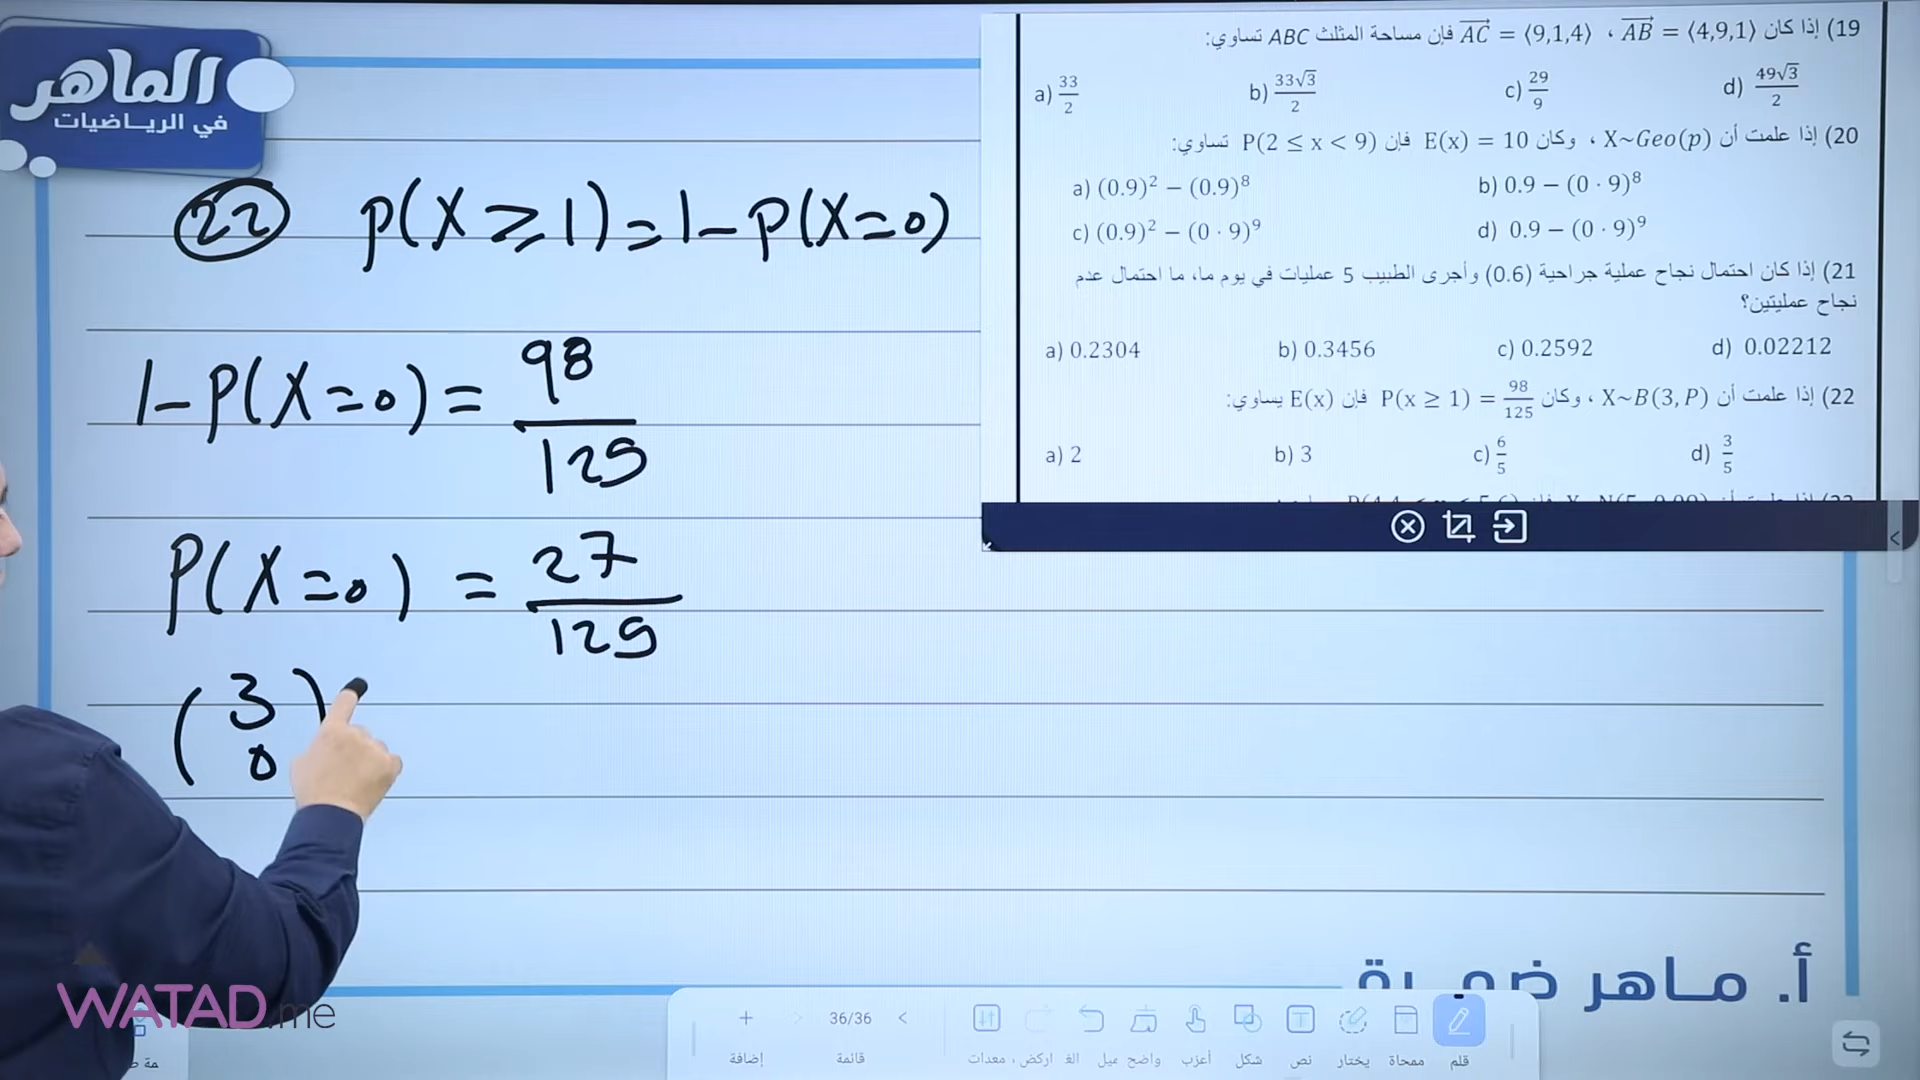 الماهر
في الرياضيات
22 p(X ≥ 1) = 1 - p(X=0)
1 - p(X=0) = 98/125
P(X=0) = 27/125
(3 0)
19) إذا كان AB = ⟨4,9,1⟩ ، AC = ⟨9,1,4⟩ فإن مساحة المثلث ABC تساوي:
a) 33/2 b) 33√3/2 c) 29/9 d) 49√3/2
20) إذا علمت أن X~Geo(p) ، وكان E(x) = 10 فإن P(2 ≤ x < 9) تساوي:
a) (0.9)² − (0.9)⁸ b) 0.9 − (0 · 9)⁸
c) (0.9)² − (0 · 9)⁹ d) 0.9 − (0 · 9)⁹
21) إذا كان احتمال نجاح عملية جراحية (0.6) وأجرى الطبيب 5 عمليات في يوم ما، ما احتمال عدم
نجاح عمليتين؟
a) 0.2304 b) 0.3456 c) 0.2592 d) 0.02212
22) إذا علمت أن X~B(3, P) ، وكان P(x ≥ 1) = 98/125 فإن E(x) يساوي:
a) 2 b) 3 c) 6/5 d) 3/5
أ. ماهر ضمرة
WATAD.me
36/36
إضافة
قائمة
معدات
اركض ،
الغ
واضح عيل
أعزب
شكل
نص
يختار
ممحاة
قلم